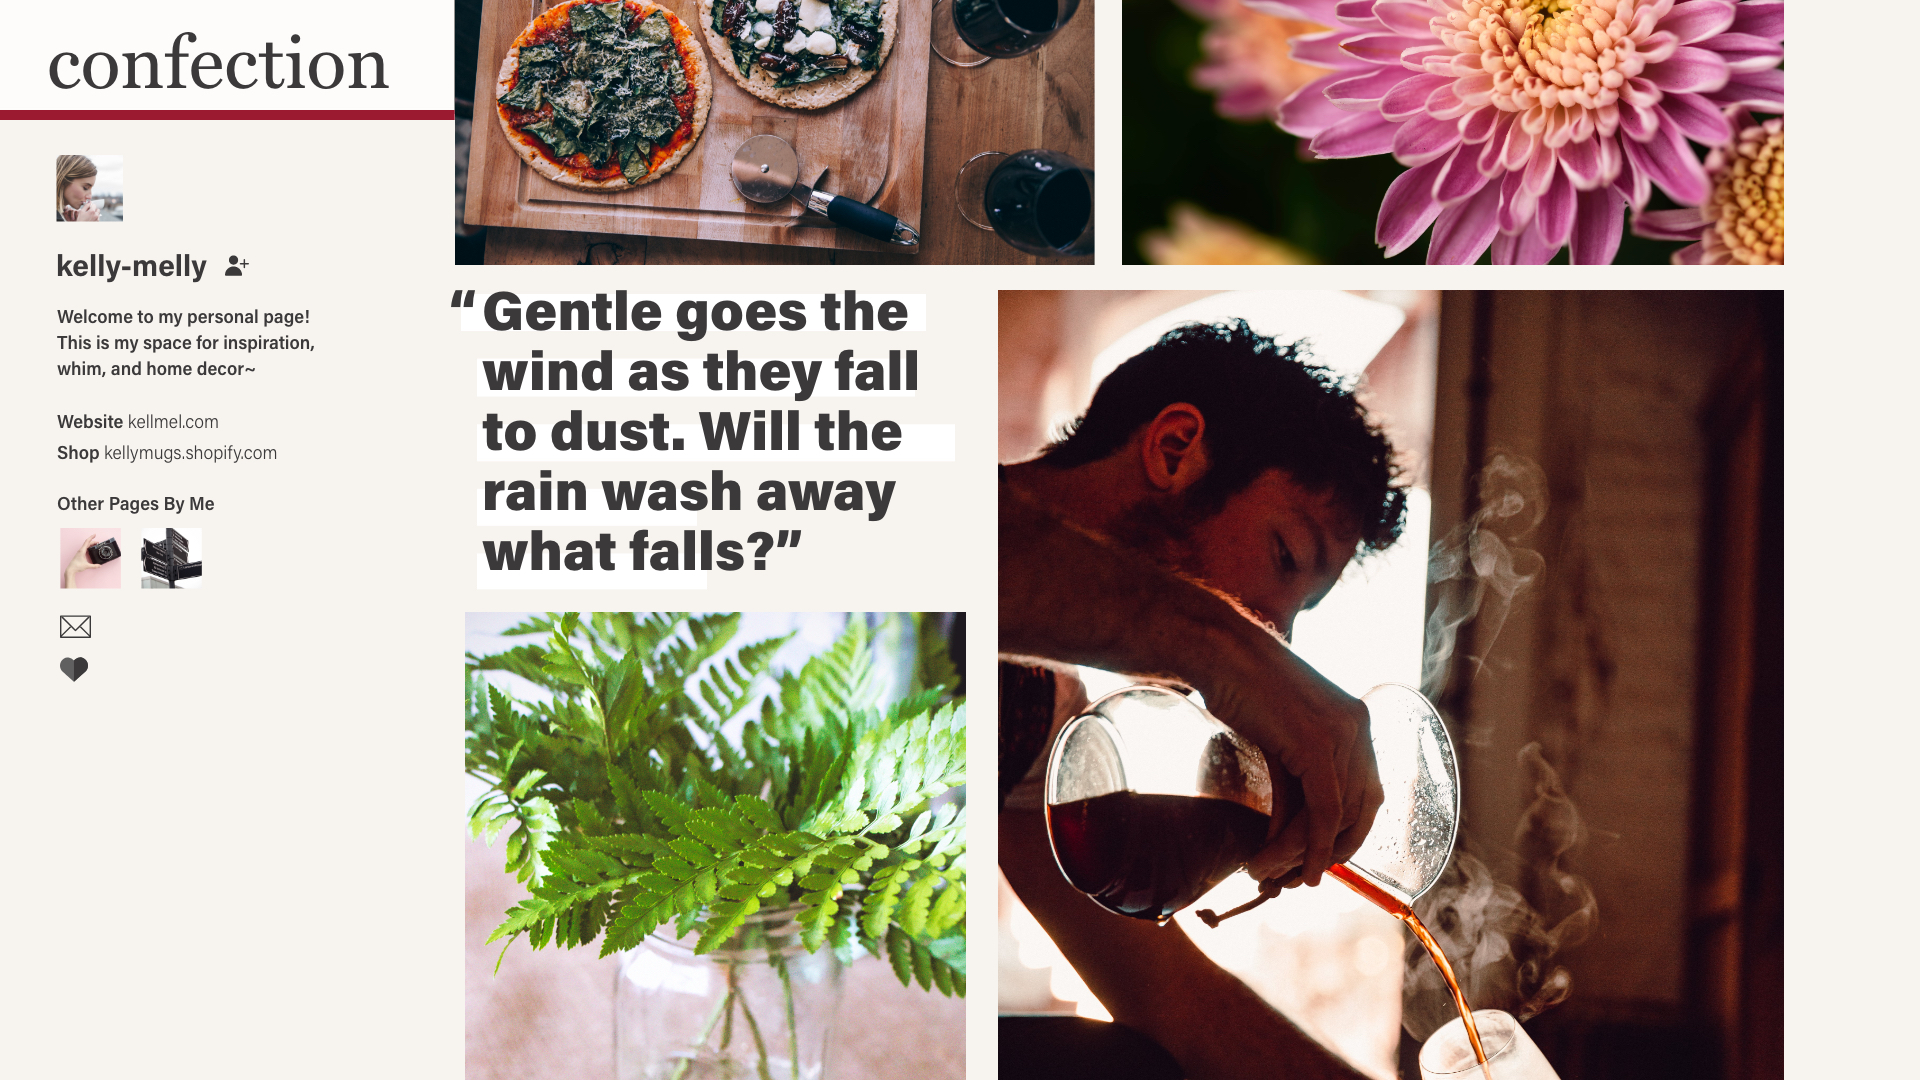 confection
kelly-melly
Welcome to my personal page!
This is my space for inspiration,
whim, and home decor~
Website kellmel.com
Shop kellymugs.shopify.com
Other Pages By Me
“Gentle goes the
wind as they fall
to dust. Will the
rain wash away
what falls?”